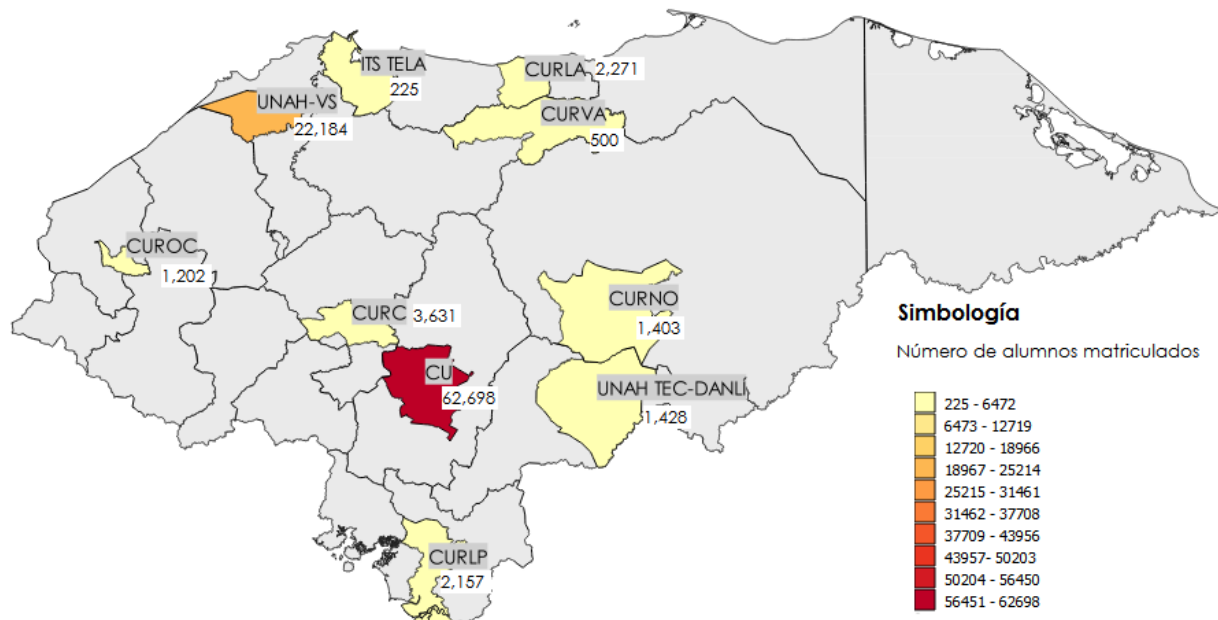 ITS TELA
225
CURLA 2,271
UNAH-VS
22,184
CURVA
500
CUROC
1,202
CURC 3,631
CURNO
1,403
CU
62,698
UNAH TEC-DANLÍ
1,428
CURLP
2,157
Simbología
Número de alumnos matriculados
225 - 6472
6473 - 12719
12720 - 18966
18967 - 25214
25215 - 31461
31462 - 37708
37709 - 43956
43957- 50203
50204 - 56450
56451 - 62698